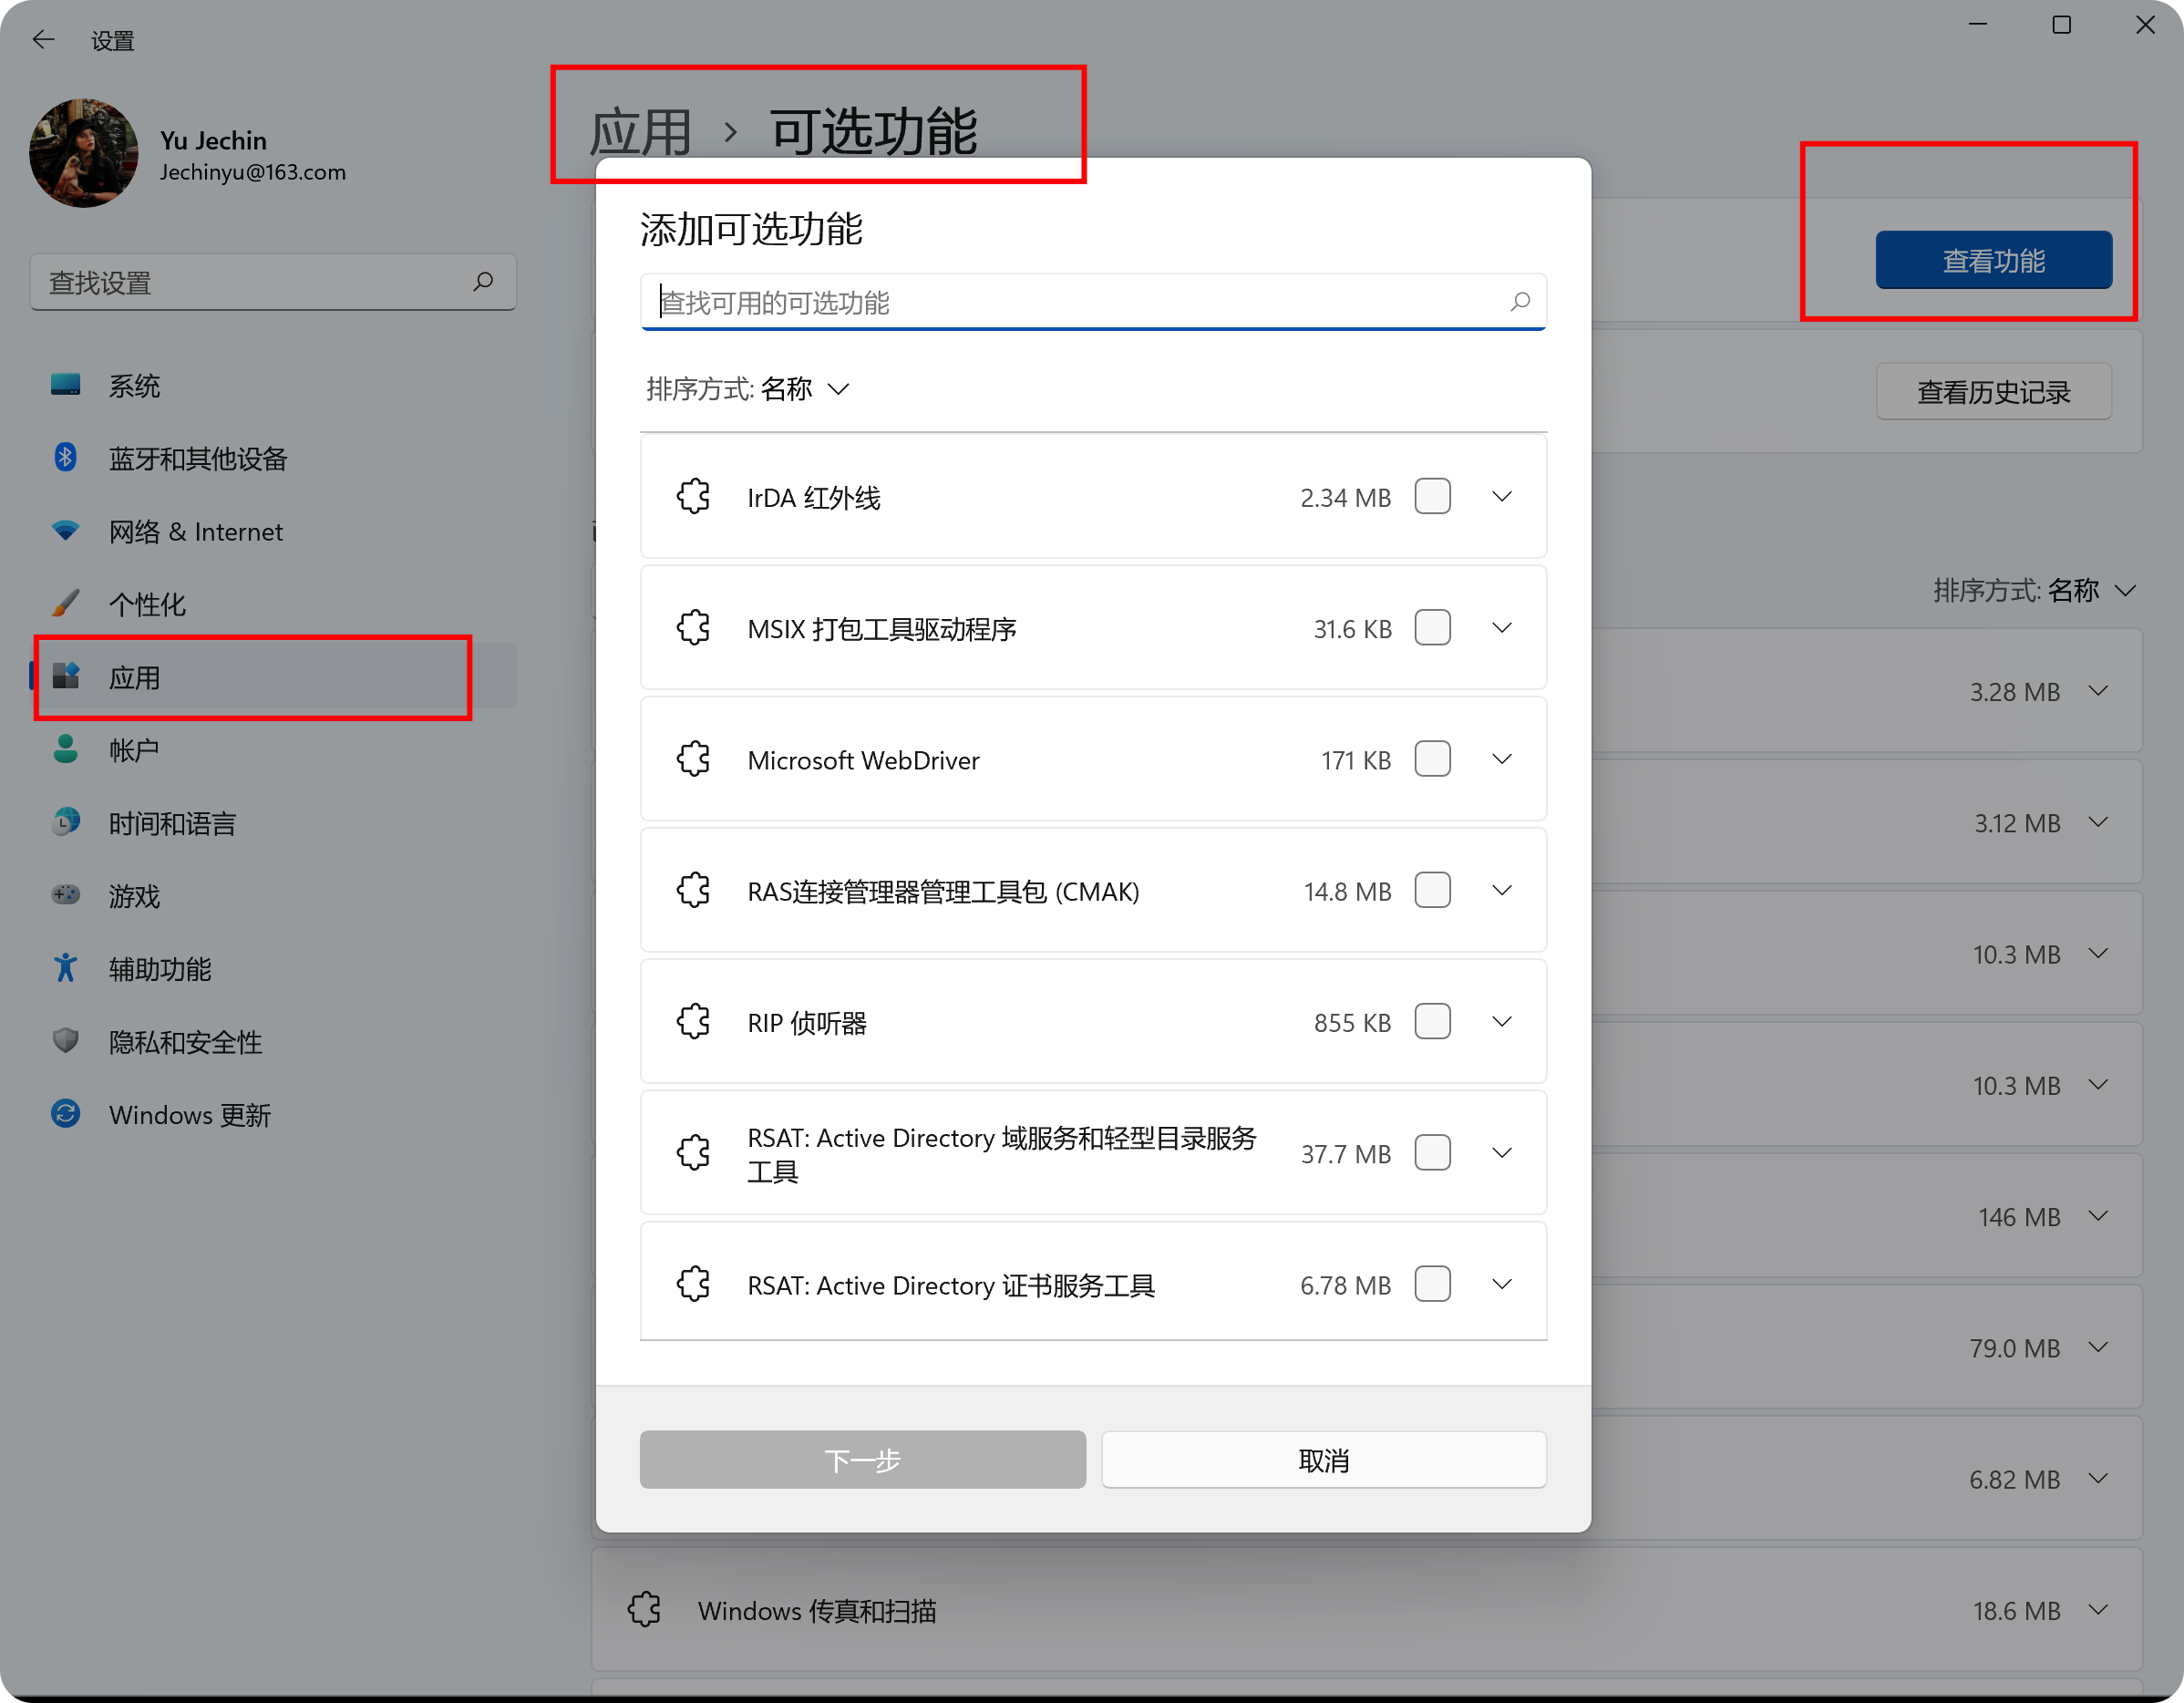 设置
Yu Jechin
Jechinyu@163.com
查找设置
系统
蓝牙和其他设备
网络 & Internet
个性化
应用
帐户
时间和语言
游戏
辅助功能
隐私和安全性
Windows 更新
应用 › 可选功能
查看功能
查看历史记录
排序方式: 名称
3.28 MB
3.12 MB
10.3 MB
10.3 MB
146 MB
79.0 MB
6.82 MB
Windows 传真和扫描 18.6 MB
添加可选功能
查找可用的可选功能
排序方式: 名称
IrDA 红外线 2.34 MB
MSIX 打包工具驱动程序 31.6 KB
Microsoft WebDriver 171 KB
RAS连接管理器管理工具包 (CMAK) 14.8 MB
RIP 侦听器 855 KB
RSAT: Active Directory 域服务和轻型目录服务
工具 37.7 MB
RSAT: Active Directory 证书服务工具 6.78 MB
下一步 取消